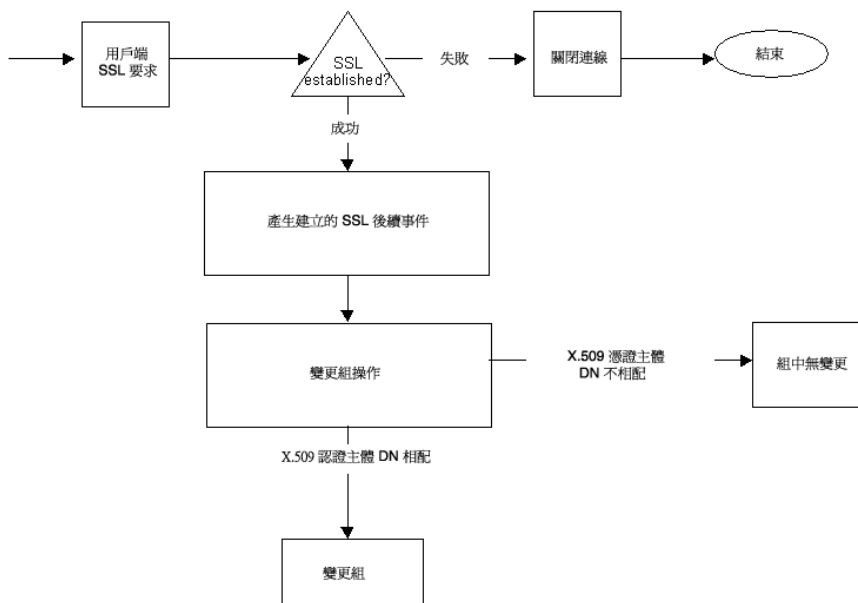 用戶端
SSL 要求
SSL
established?
失敗
關閉連線
結束
成功
產生建立的 SSL 後續事件
變更組操作
X.509 憑證主體
DN 不相配
組中無變更
X.509 認證主體 DN 相配
變更組